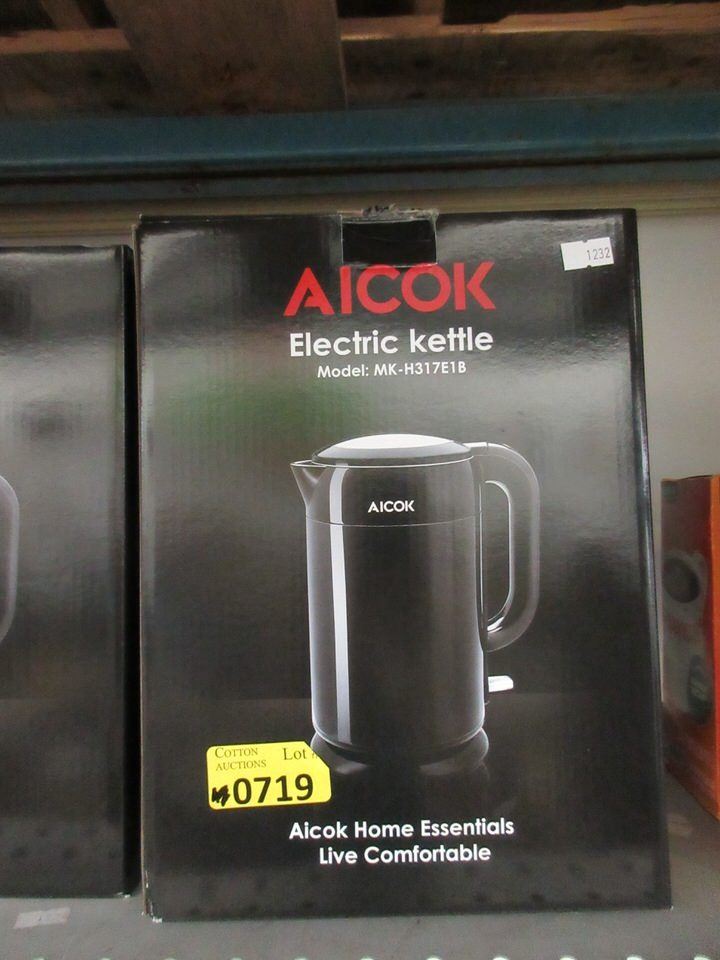 1232
AICOK
Electric kettle
Model: MK-H317E1B
AICOK
COTTON AUCTIONS
Lot
0719
Aicok Home Essentials
Live Comfortable